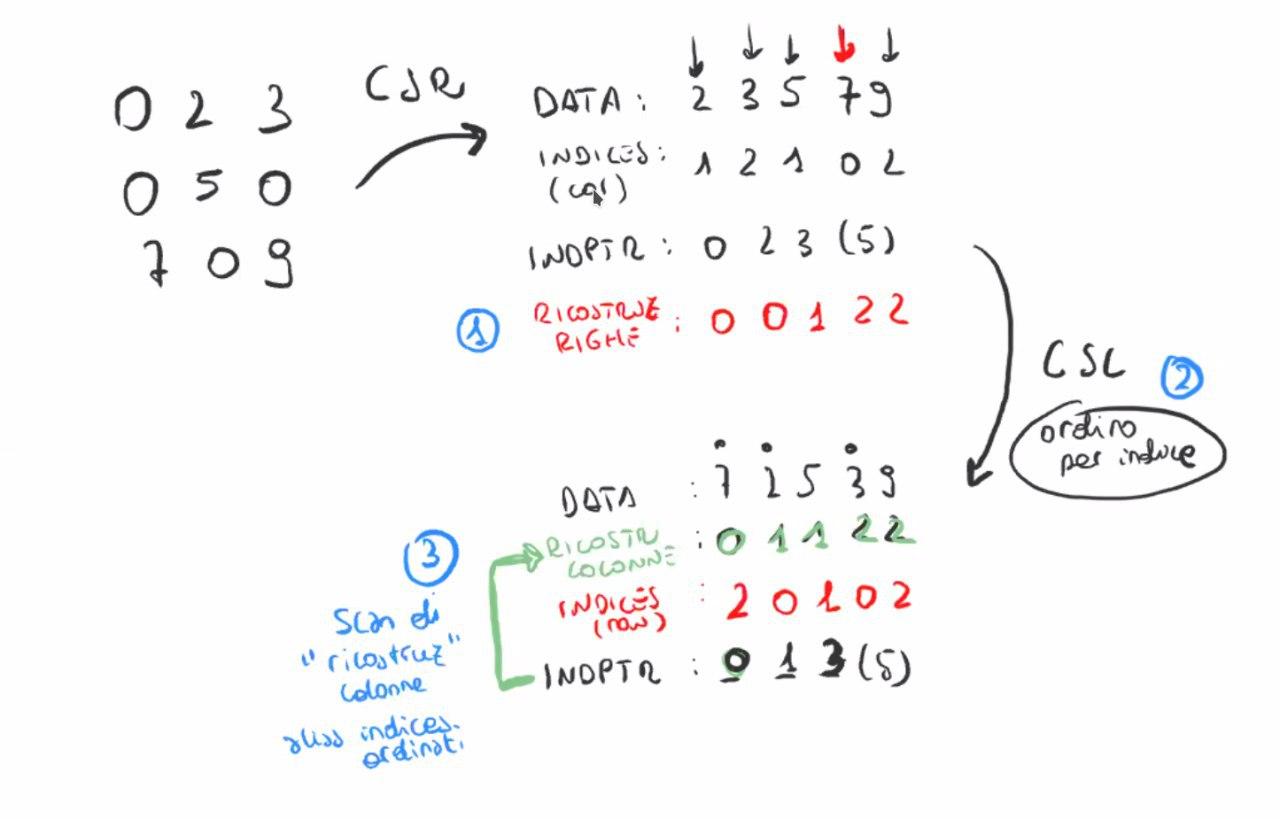 0 2 3
0 5 0
7 0 9
CSR
DATA: 2 3 5 7 9
INDICES: 1 2 1 0 2
(col)
INDPTR: 0 2 3 (5)
1
RICOSTRUZ
RIGHE : 0 0 1 2 2
CSC
2
ordino
per indice
DATA : 7 2 5 3 9
RICOSTR
COLONNE : 0 1 1 2 2
INDICES : 2 0 1 0 2
(row)
INDPTR : 0 1 3 (5)
3
Scan di
"ricostruz"
colonne
alias indices
ordinati